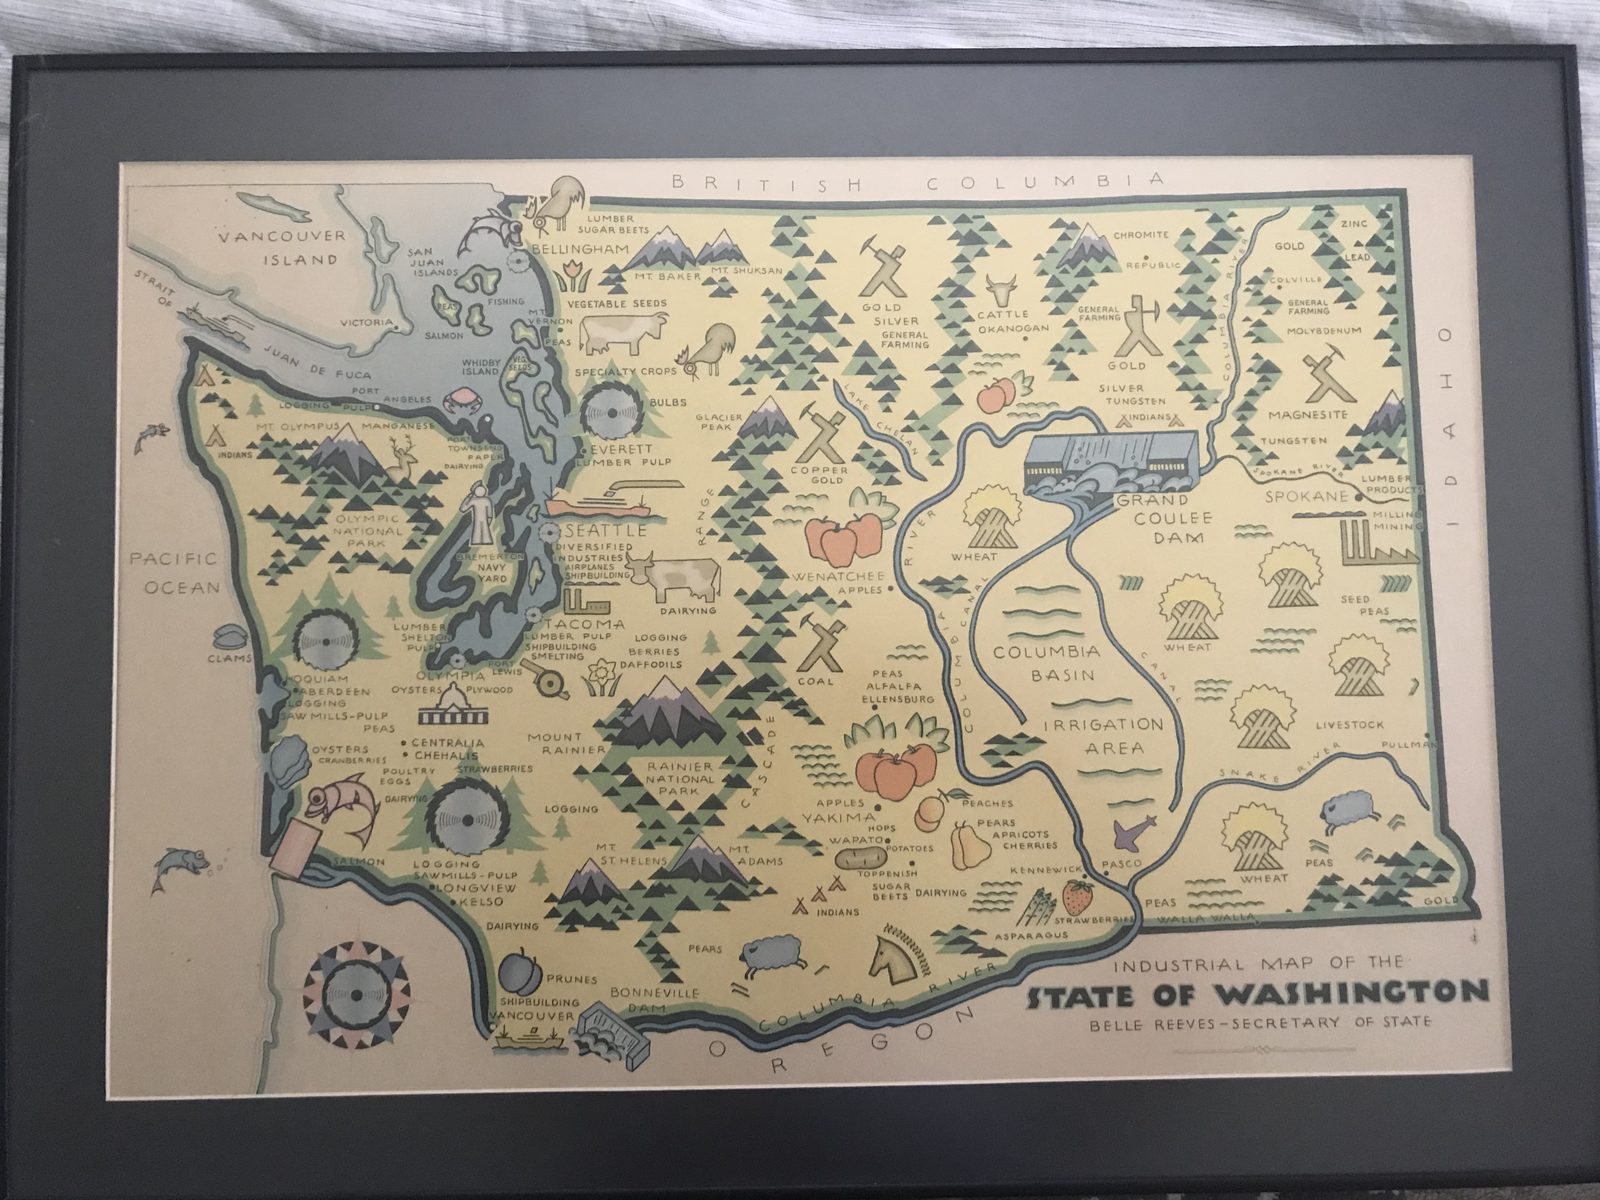 BRITISH COLUMBIA
VANCOUVER
ISLAND
STRAIT
OF
JUAN DE FUCA
VICTORIA
SAN
JUAN
ISLANDS
PEAS
FISHING
SALMON
LUMBER
SUGAR BEETS
BELLINGHAM
MT. BAKER
MT. SHUKSAN
VEGETABLE SEEDS
MT.
VERNON
PEAS
WHIDBY
ISLAND
VEG.
SEEDS
SPECIALTY CROPS
BULBS
EVERETT
LUMBER PULP
PORT
ANGELES
LOGGING-PULP
MT. OLYMPUS
MANGANESE
INDIANS
PORT
TOWNSEND
PAPER
DAIRYING
OLYMPIC
NATIONAL
PARK
PACIFIC
OCEAN
BREMERTON
NAVY
YARD
SEATTLE
DIVERSIFIED
INDUSTRIES
AIRPLANES
SHIPBUILDING
DAIRYING
TACOMA
LUMBER PULP
SHIPBUILDING
SMELTING
LOGGING
BERRIES
DAFFODILS
LUMBER
SHELTON
PULP
FORT
LEWIS
OLYMPIA
OYSTERS
PLYWOOD
CLAMS
HOQUIAM
ABERDEEN
LOGGING
SAW MILLS-PULP
PEAS
OYSTERS
CRANBERRIES
CENTRALIA
CHEHALIS
POULTRY
EGGS
STRAWBERRIES
DAIRYING
SALMON
LOGGING
LOGGING
SAWMILLS-PULP
LONGVIEW
KELSO
DAIRYING
MOUNT
RAINIER
RAINIER
NATIONAL
PARK
MT.
ST. HELENS
MT.
ADAMS
PRUNES
SHIPBUILDING
VANCOUVER
BONNEVILLE
DAM
PEARS
COLUMBIA RIVER
OREGON
CASCADE
RANGE
GLACIER
PEAK
COPPER
GOLD
LAKE CHELAN
GOLD
SILVER
GENERAL
FARMING
CATTLE
OKANOGAN
CHROMITE
REPUBLIC
GENERAL
FARMING
GOLD
SILVER
TUNGSTEN
INDIANS
COLUMBIA RIVER
ZINC
GOLD
LEAD
COLVILLE
GENERAL
FARMING
MOLYBDENUM
MAGNESITE
TUNGSTEN
IDAHO
SPOKANE RIVER
SPOKANE
LUMBER
PRODUCTS
MILLING
MINING
GRAND
COULEE
DAM
WHEAT
WENATCHEE
APPLES
COLUMBIA
RIVER
CANAL
CANAL
COLUMBIA
BASIN
IRRIGATION
AREA
WHEAT
SEED
PEAS
LIVESTOCK
PULLMAN
SNAKE RIVER
COAL
PEAS
ALFALFA
ELLENSBURG
APPLES
YAKIMA
HOPS
WAPATO
POTATOES
TOPPENISH
SUGAR
BEETS
DAIRYING
INDIANS
PEACHES
PEARS
APRICOTS
CHERRIES
KENNEWICK
PASCO
STRAWBERRIES
ASPARAGUS
PEAS
WALLA WALLA
WHEAT
PEAS
GOLD
INDUSTRIAL MAP OF THE
STATE OF WASHINGTON
BELLE REEVES-SECRETARY OF STATE